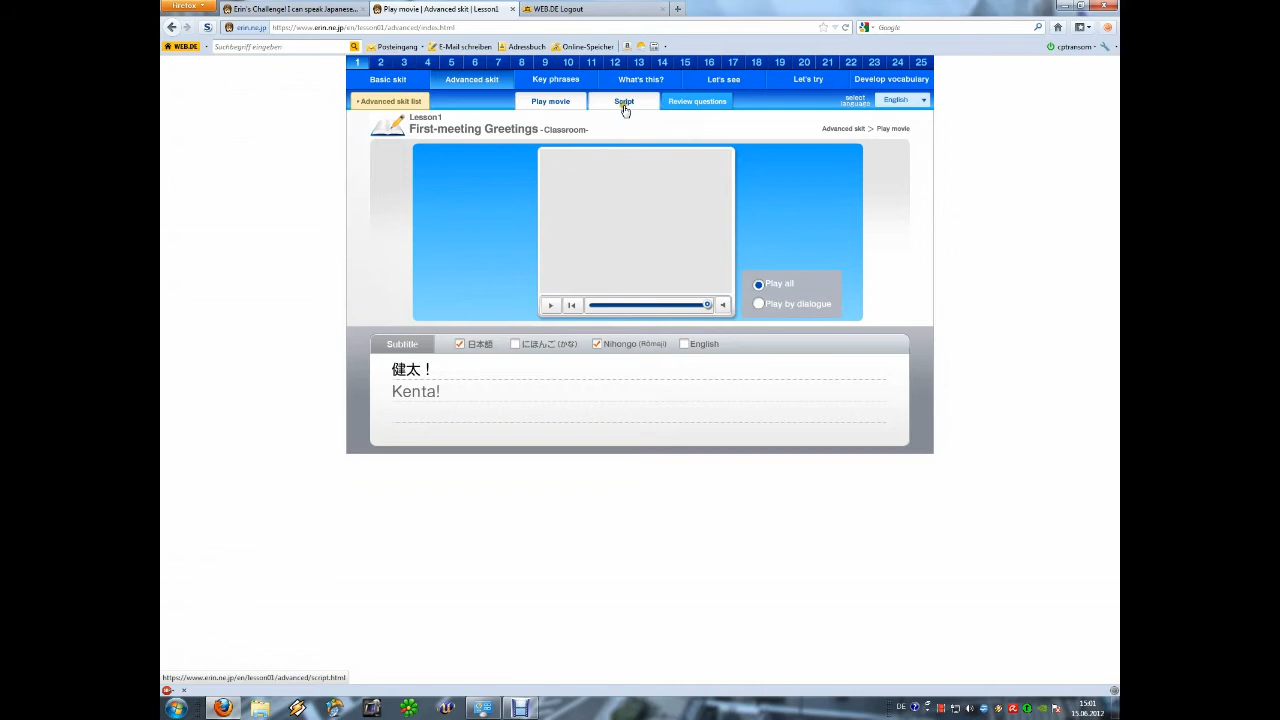 Firefox
Erin's Challenge! I can speak Japanese...
Play movie | Advanced skit | Lesson1
WEB.DE Logout
erin.ne.jp
https://www.erin.ne.jp/en/lesson01/advanced/index.html
Google
WEB.DE
Suchbegriff eingeben
Posteingang
E-Mail schreiben
Adressbuch
Online-Speicher
cptransom
1 2 3 4 5 6 7 8 9 10 11 12 13 14 15 16 17 18 19 20 21 22 23 24 25
Basic skit
Advanced skit
Key phrases
What's this?
Let's see
Let's try
Develop vocabulary
Advanced skit list
Play movie
Script
Review questions
select language
English
Lesson1
First-meeting Greetings -Classroom-
Advanced skit > Play movie
Play all
Play by dialogue
Subtitle
日本語
にほんご (かな)
Nihongo (Rōmaji)
English
健太！
Kenta!
https://www.erin.ne.jp/en/lesson01/advanced/script.html
DE
15:01
15.06.2012